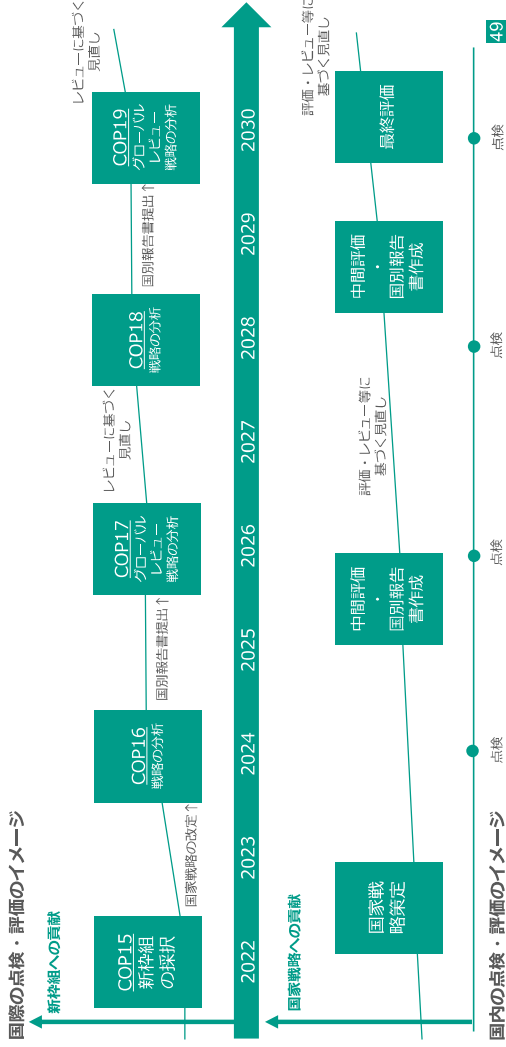 国際の点検・評価のイメージ
新枠組への貢献
COP15
新枠組
の採択
国家戦略の改定↑
COP16
戦略の分析
国別報告書提出↑
COP17
グローバル
レビュー
戦略の分析
レビューに基づく
見直し
COP18
戦略の分析
国別報告書提出↑
COP19
グローバル
レビュー
戦略の分析
レビューに基づく
見直し
2022
2023
2024
2025
2026
2027
2028
2029
2030
国家戦略への貢献
国家戦
略策定
中間評価
・
国別報告
書作成
評価・レビュー等に
基づく見直し
中間評価
・
国別報告
書作成
最終評価
評価・レビュー等に
基づく見直し
点検
点検
点検
点検
国内の点検・評価のイメージ
49